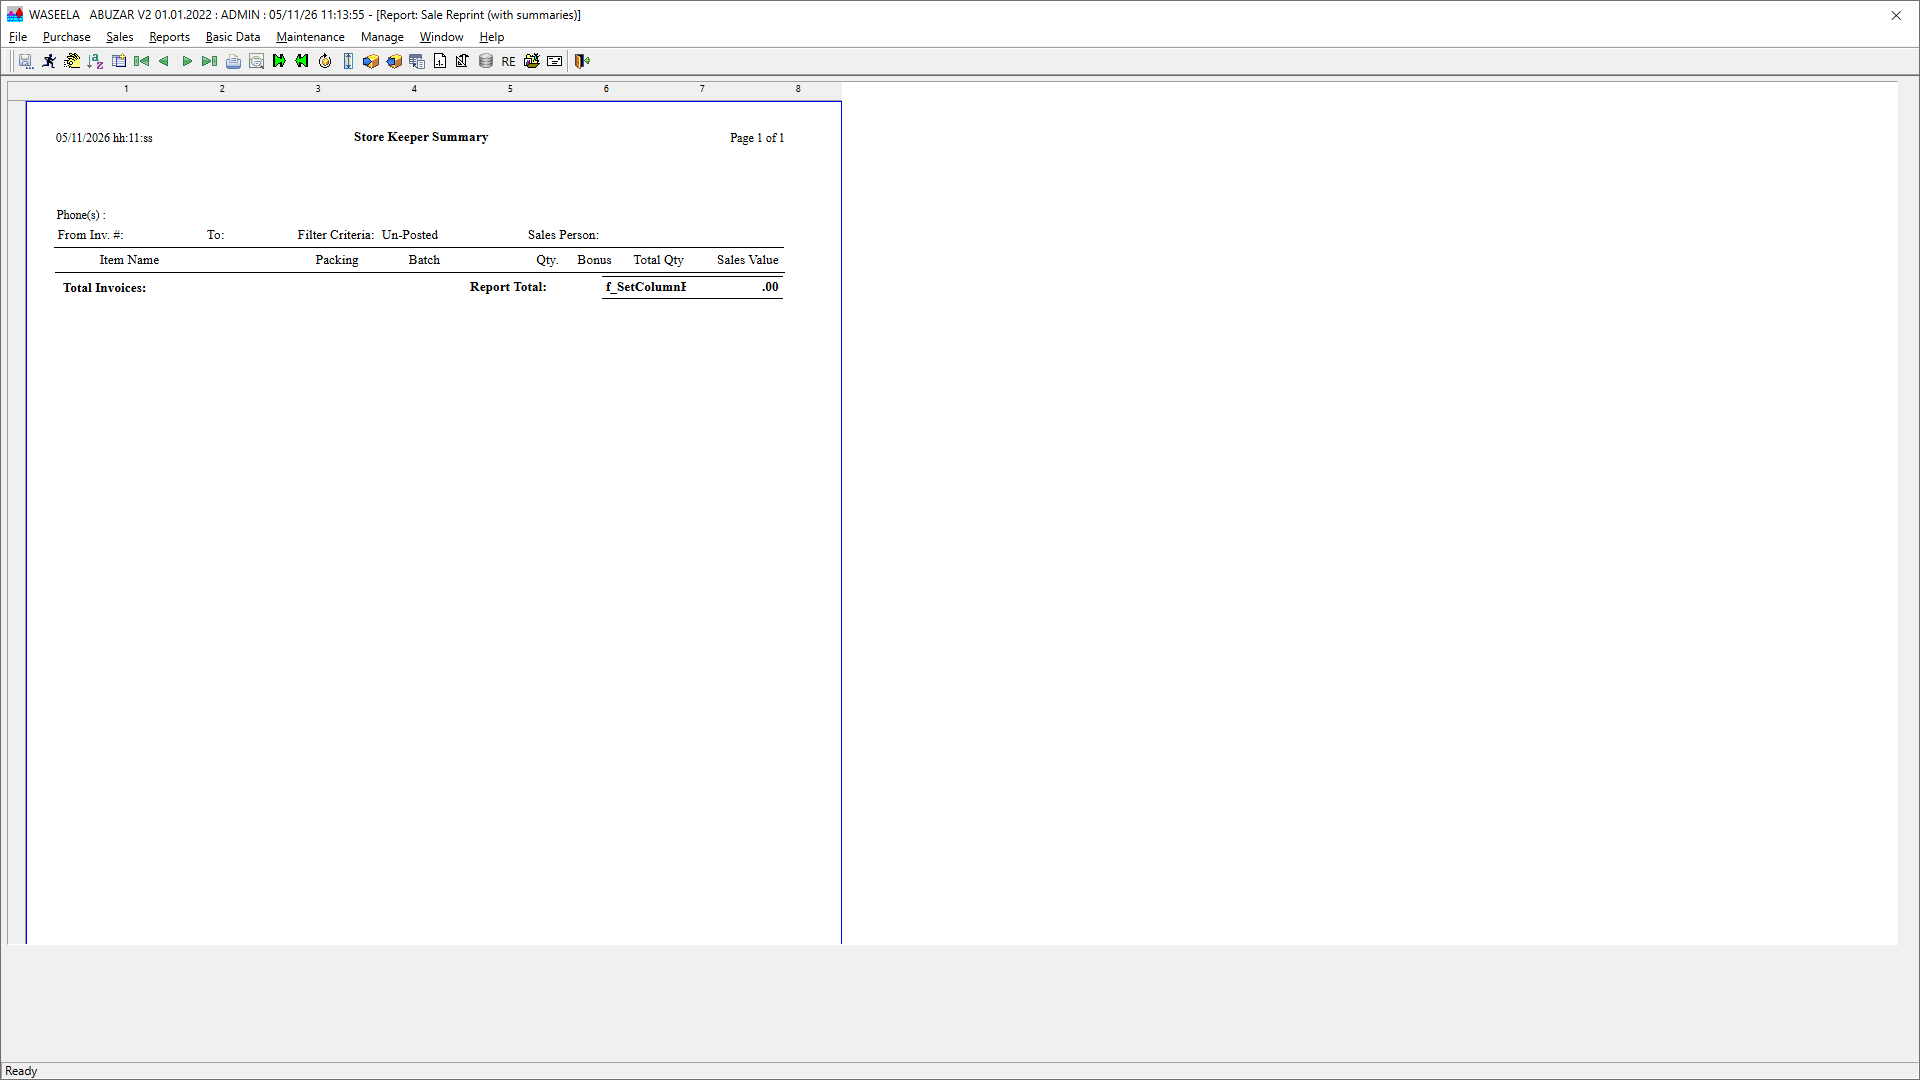 WASEELA ABUZAR V2 01.01.2022 : ADMIN : 05/11/26 11:13:55 - [Report: Sale Reprint (with summaries)]
File Purchase Sales Reports Basic Data Maintenance Manage Window Help
RE
1 2 3 4 5 6 7 8
05/11/2026 hh:11:ss Store Keeper Summary Page 1 of 1
Phone(s) :
From Inv. #: To: Filter Criteria: Un-Posted Sales Person:
Item Name Packing Batch Qty. Bonus Total Qty Sales Value
Total Invoices: Report Total: f_SetColumnF .00
Ready